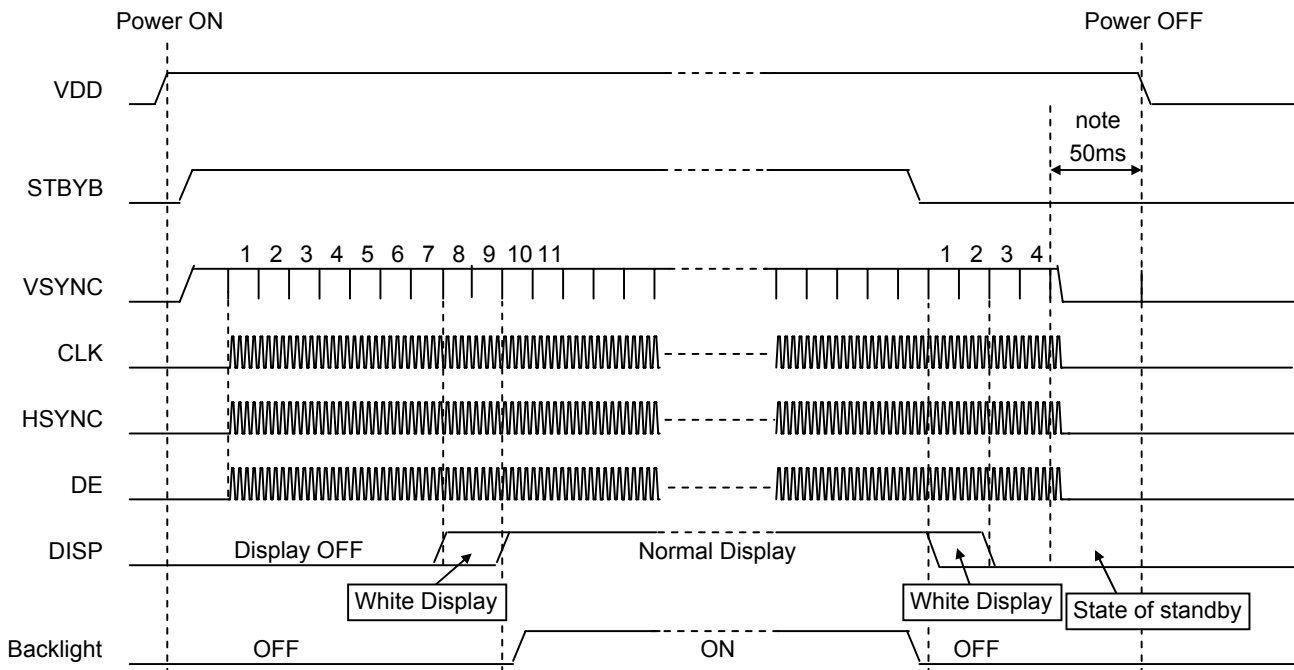 Power ON Power OFF
VDD
note
50ms
STBYB
1 2 3 4 5 6 7 8 9 10 11 1 2 3 4
VSYNC
CLK
HSYNC
DE
DISP Display OFF Normal Display
White Display White Display State of standby
Backlight OFF ON OFF